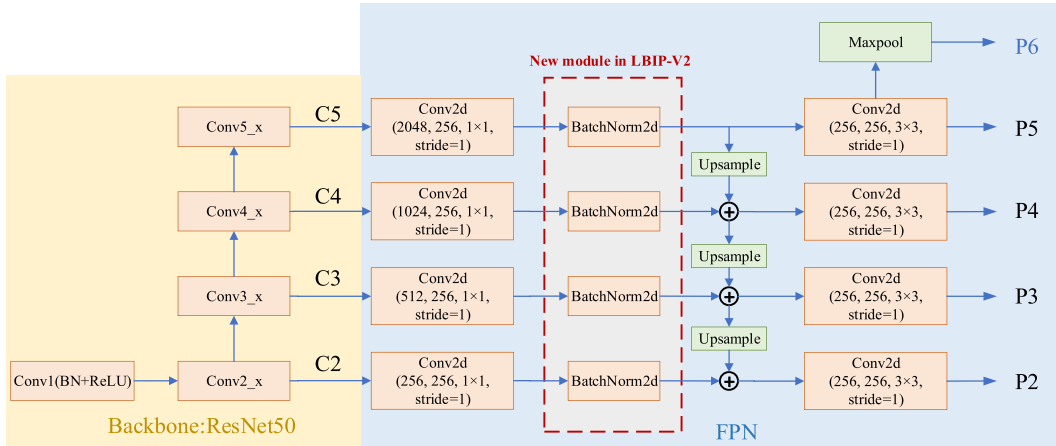 Maxpool
P6
New module in LBIP-V2
Conv5_x
C5
Conv2d
(2048, 256, 1×1,
stride=1)
BatchNorm2d
Conv2d
(256, 256, 3×3,
stride=1)
P5
Upsample
Conv4_x
C4
Conv2d
(1024, 256, 1×1,
stride=1)
BatchNorm2d
Conv2d
(256, 256, 3×3,
stride=1)
P4
Upsample
Conv3_x
C3
Conv2d
(512, 256, 1×1,
stride=1)
BatchNorm2d
Conv2d
(256, 256, 3×3,
stride=1)
P3
Upsample
Conv1(BN+ReLU)
Conv2_x
C2
Conv2d
(256, 256, 1×1,
stride=1)
BatchNorm2d
Conv2d
(256, 256, 3×3,
stride=1)
P2
Backbone:ResNet50
FPN